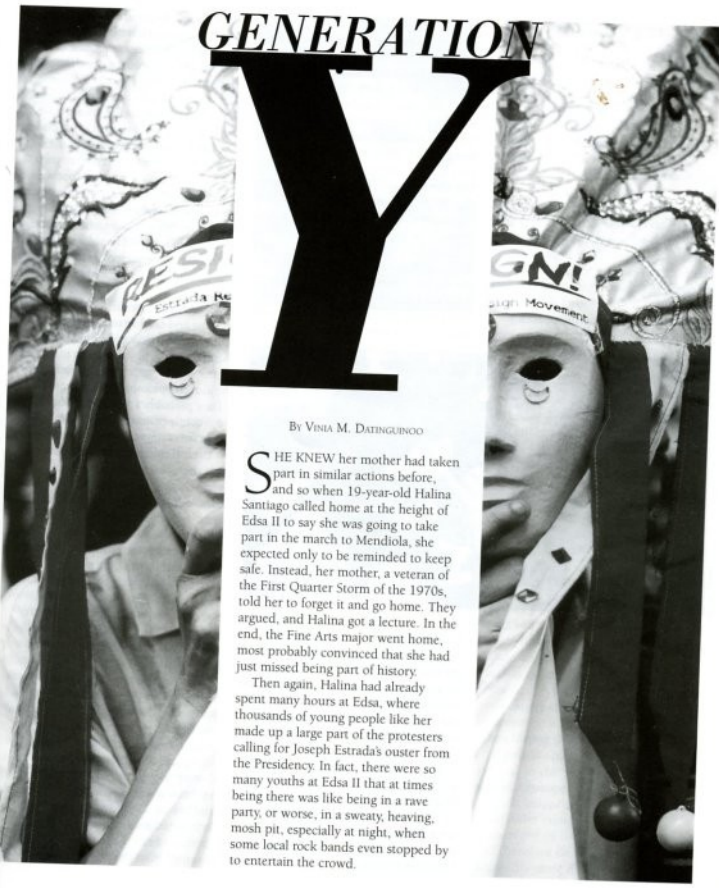 GENERATION
Y
RESI
GN!
Estrada Re
sign Movement
BY VINIA M. DATINGUINOO
SHE KNEW her mother had taken
part in similar actions before,
and so when 19-year-old Halina
Santiago called home at the height of
Edsa II to say she was going to take
part in the march to Mendiola, she
expected only to be reminded to keep
safe. Instead, her mother, a veteran of
the First Quarter Storm of the 1970s,
told her to forget it and go home. They
argued, and Halina got a lecture. In the
end, the Fine Arts major went home,
most probably convinced that she had
just missed being part of history.
Then again, Halina had already
spent many hours at Edsa, where
thousands of young people like her
made up a large part of the protesters
calling for Joseph Estrada's ouster from
the Presidency. In fact, there were so
many youths at Edsa II that at times
being there was like being in a rave
party, or worse, in a sweaty, heaving,
mosh pit, especially at night, when
some local rock bands even stopped by
to entertain the crowd.